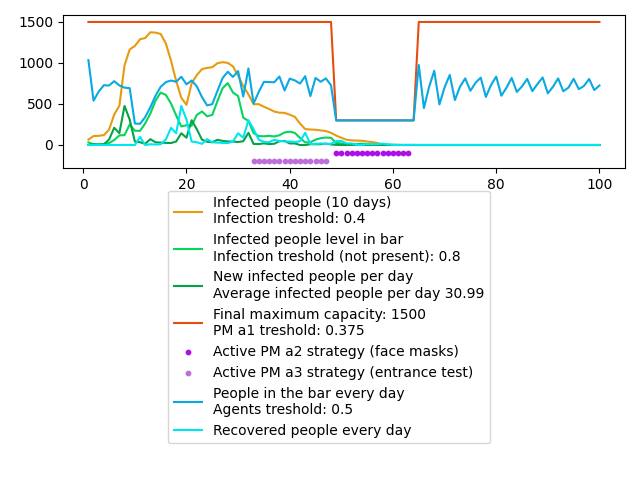 1500
1000
500
0
0 20 40 60 80 100
Infected people (10 days)
Infection treshold: 0.4
Infected people level in bar
Infection treshold (not present): 0.8
New infected people per day
Average infected people per day 30.99
Final maximum capacity: 1500
PM a1 treshold: 0.375
Active PM a2 strategy (face masks)
Active PM a3 strategy (entrance test)
People in the bar every day
Agents treshold: 0.5
Recovered people every day